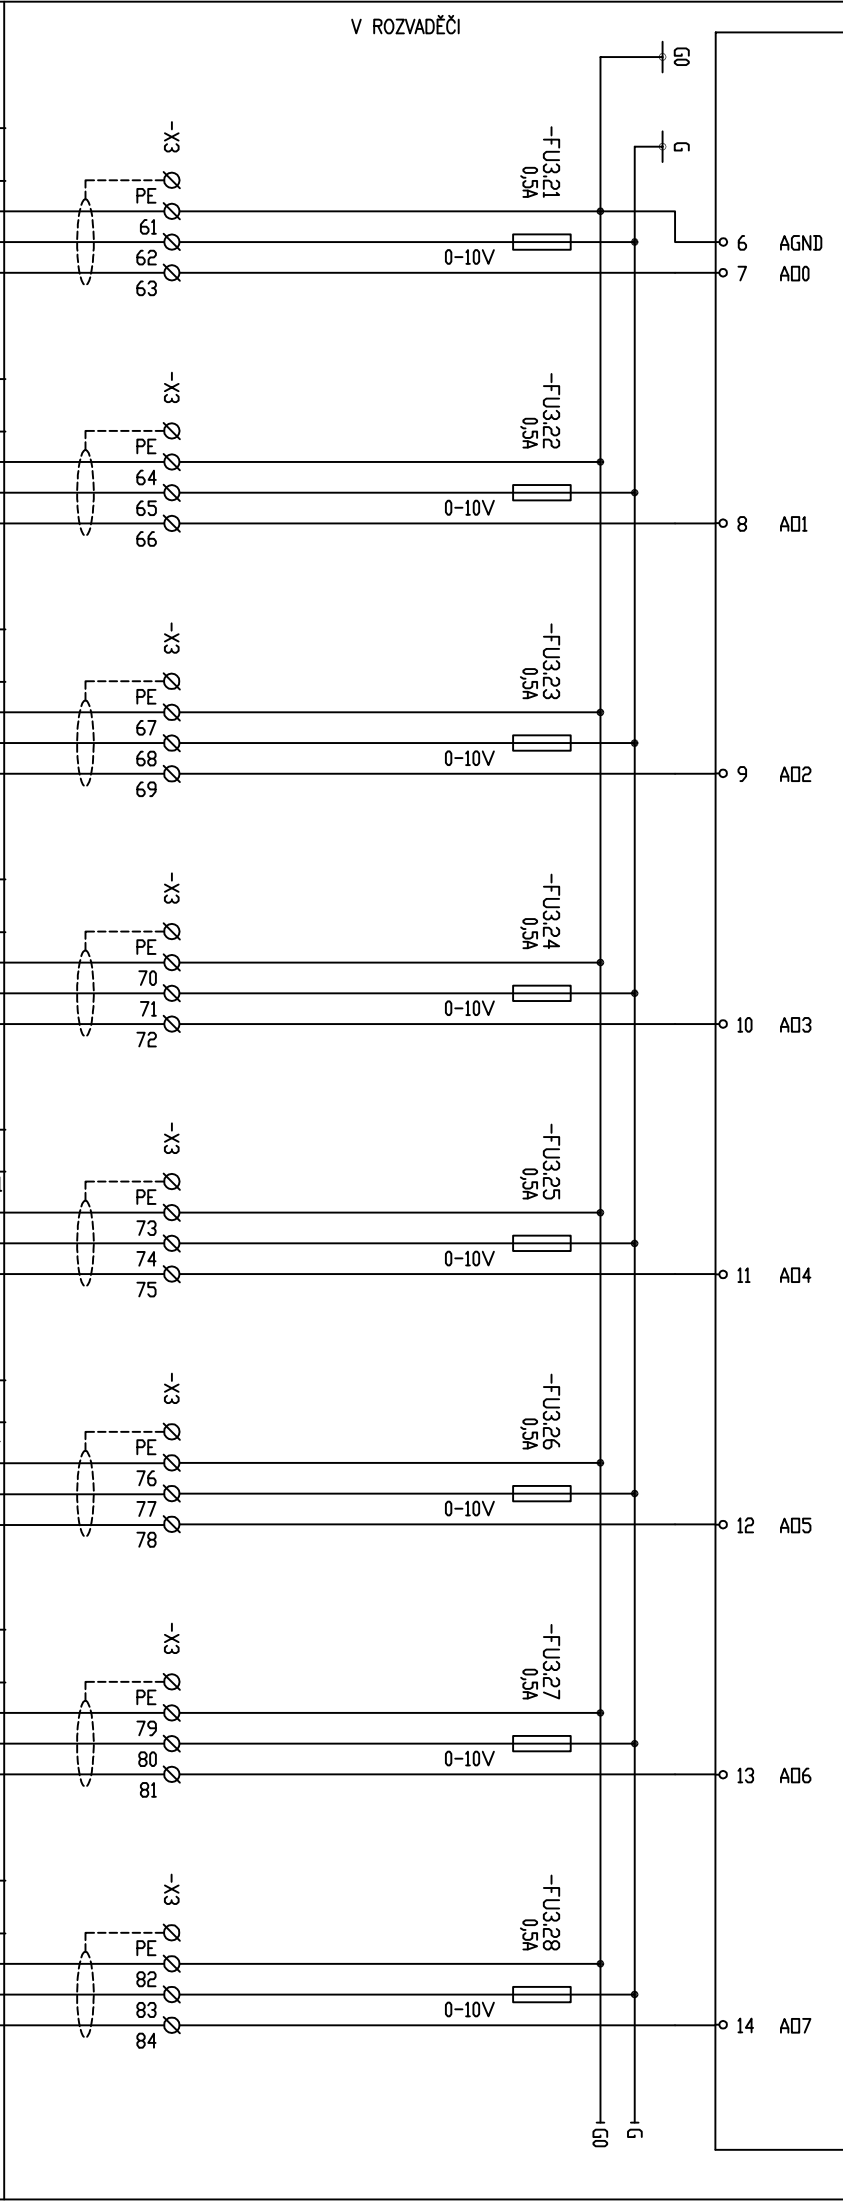 V ROZVADĚČI
G0
G
-X3
-FU3.21
0,5A
PE
61
62
63
0-10V
6 AGND
7 AO0
-X3
-FU3.22
0,5A
PE
64
65
66
0-10V
8 AO1
-X3
-FU3.23
0,5A
PE
67
68
69
0-10V
9 AO2
-X3
-FU3.24
0,5A
PE
70
71
72
0-10V
10 AO3
-X3
-FU3.25
0,5A
PE
73
74
75
0-10V
11 AO4
-X3
-FU3.26
0,5A
PE
76
77
78
0-10V
12 AO5
-X3
-FU3.27
0,5A
PE
79
80
81
0-10V
13 AO6
-X3
-FU3.28
0,5A
PE
82
83
84
0-10V
14 AO7
G0
G